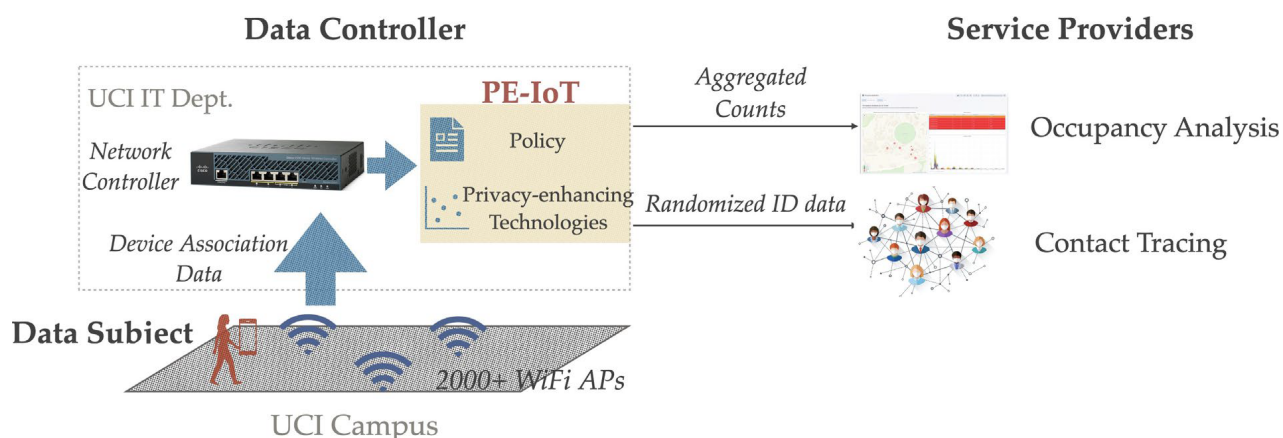 Data Controller
Service Providers
UCI IT Dept.
PE-IoT
Network
Controller
Policy
Privacy-enhancing
Technologies
Device Association
Data
Aggregated
Counts
Occupancy Analysis
Randomized ID data
Contact Tracing
Data Subject
2000+ WiFi APs
UCI Campus